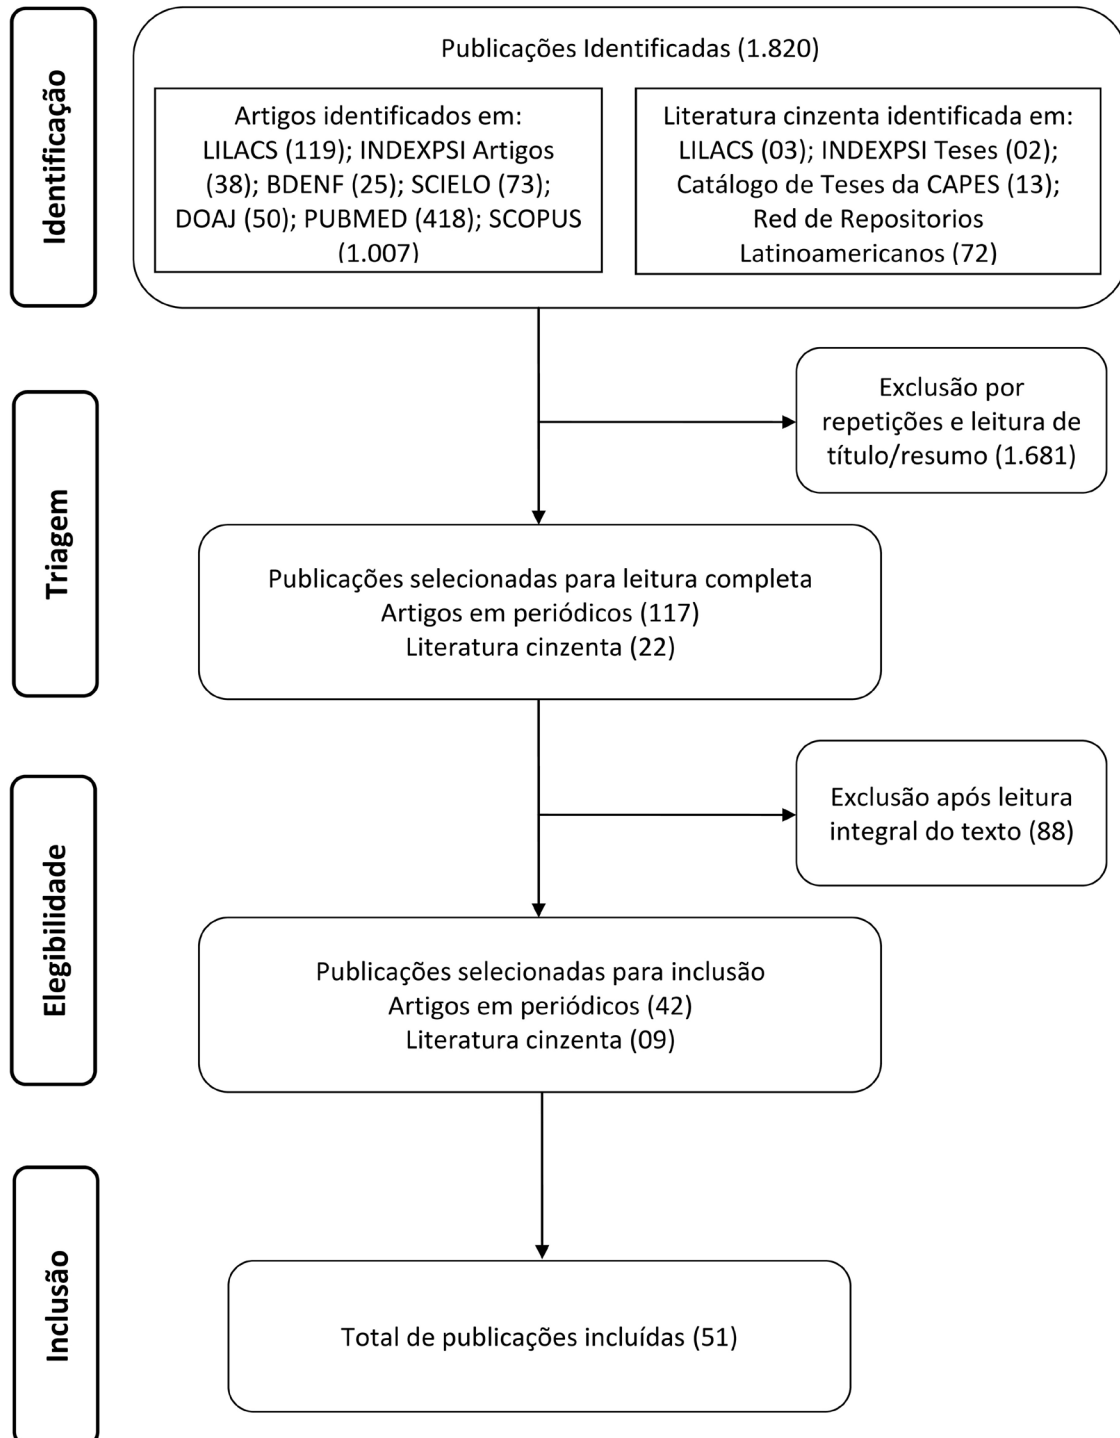 Identificação
Publicações Identificadas (1.820)
Artigos identificados em:
LILACS (119); INDEXPSI Artigos
(38); BDENF (25); SCIELO (73);
DOAJ (50); PUBMED (418); SCOPUS
(1.007)
Literatura cinzenta identificada em:
LILACS (03); INDEXPSI Teses (02);
Catálogo de Teses da CAPES (13);
Red de Repositorios
Latinoamericanos (72)
Triagem
Exclusão por
repetições e leitura de
título/resumo (1.681)
Publicações selecionadas para leitura completa
Artigos em periódicos (117)
Literatura cinzenta (22)
Elegibilidade
Exclusão após leitura
integral do texto (88)
Publicações selecionadas para inclusão
Artigos em periódicos (42)
Literatura cinzenta (09)
Inclusão
Total de publicações incluídas (51)